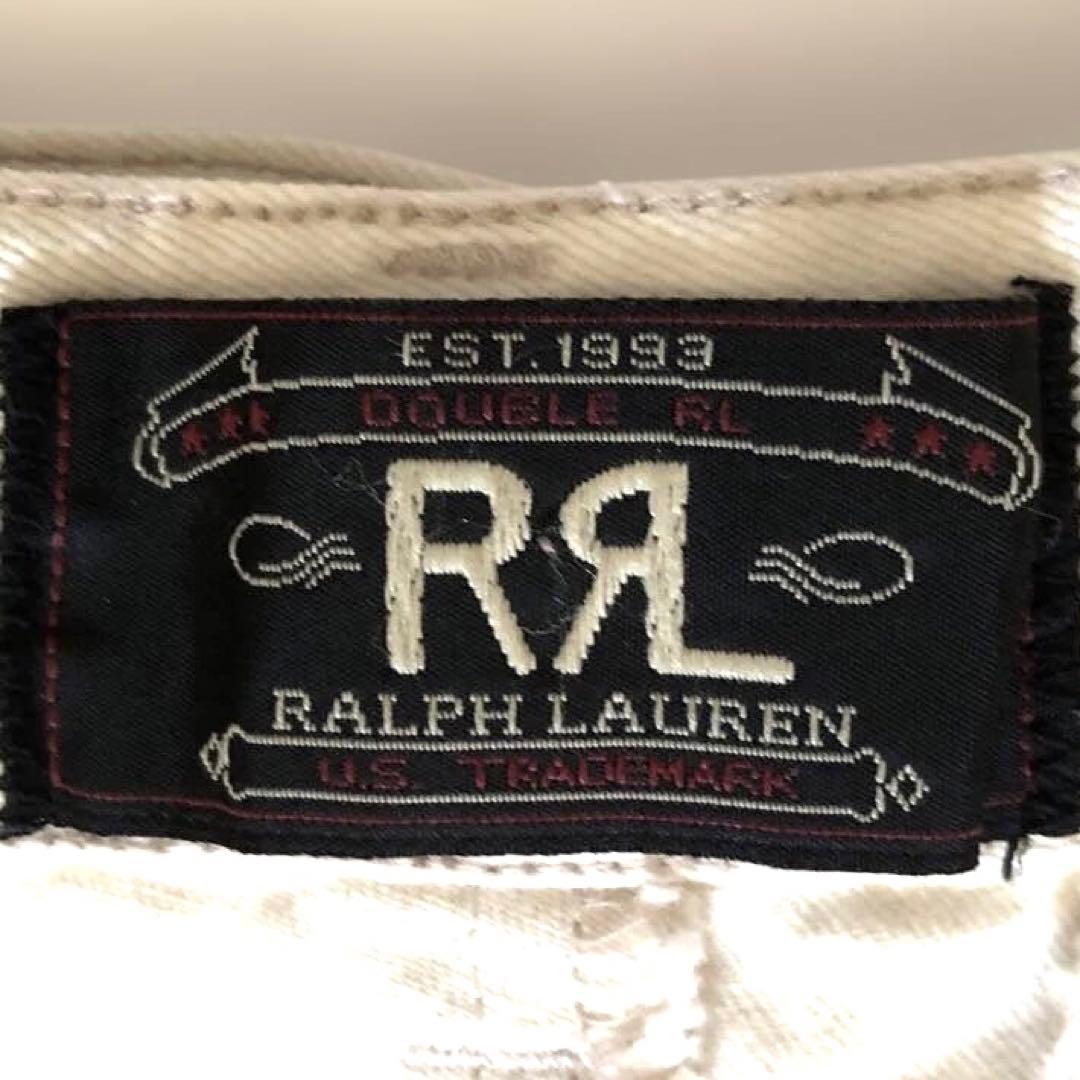 EST. 1993
★★★ DOUBLE RL ★★★
RRL
RALPH LAUREN
U.S. TRADEMARK